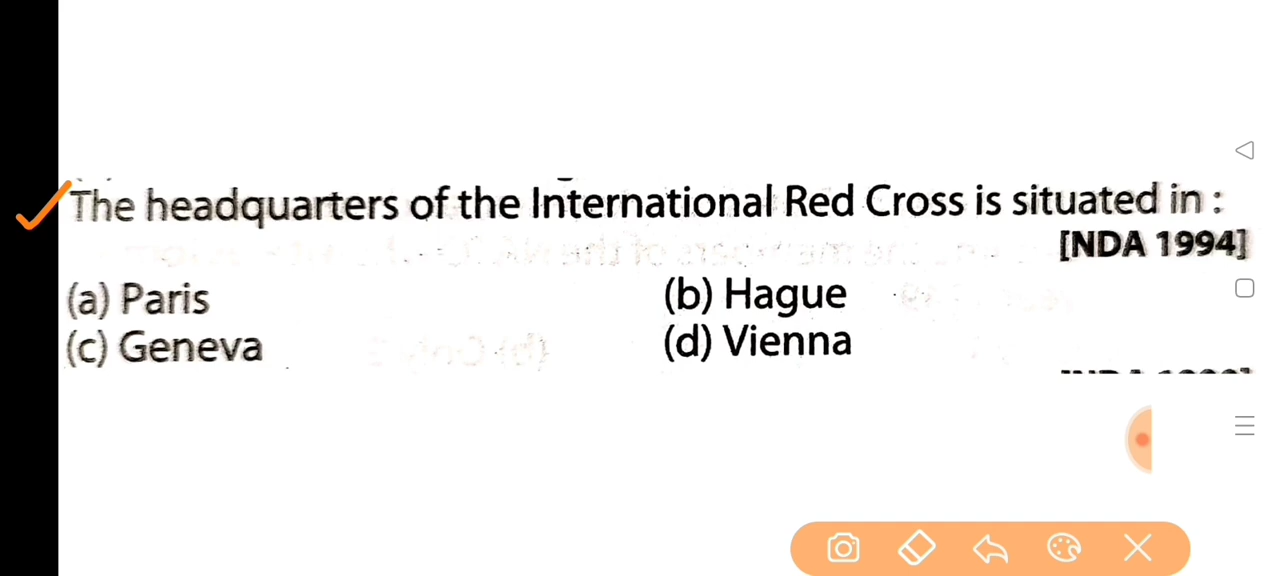 The headquarters of the International Red Cross is situated in :
[NDA 1994]
(a) Paris (b) Hague
(c) Geneva (d) Vienna